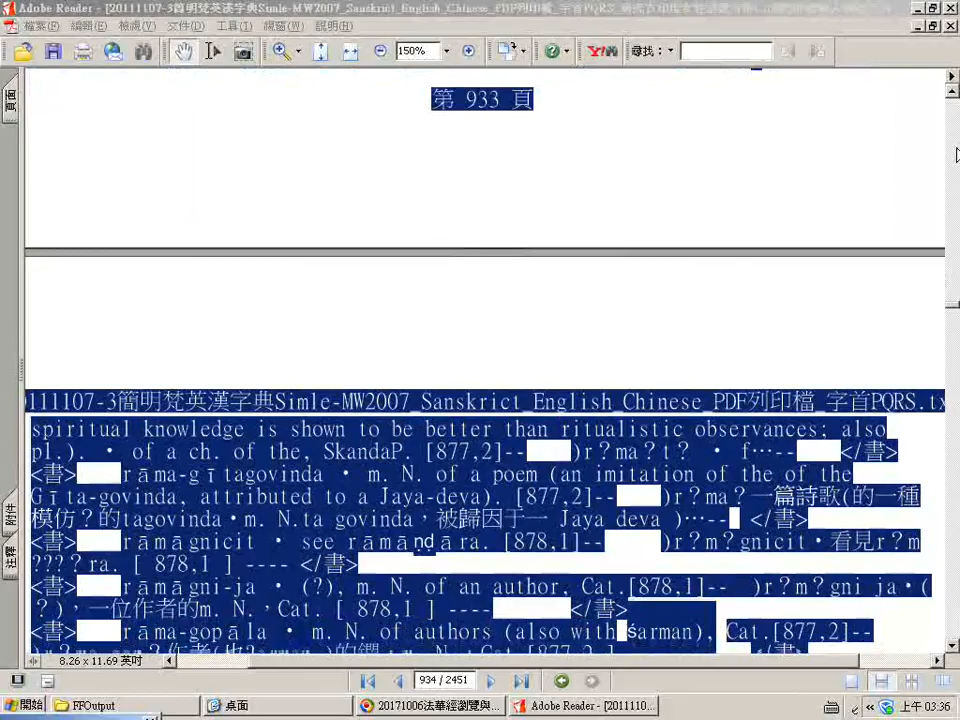 Adobe Reader - [20111107-3簡明梵英漢字典Simle-MW2007_Sanskrict_English_Chinese_PDF列印檔_字首PQRS
檔案(F) 編輯(E) 檢視(V) 文件(D) 工具(T) 視窗(W) 說明(H)
150% Y! 尋找：
頁面
第 933 頁
附件
注釋
)111107-3簡明梵英漢字典Simle-MW2007_Sanskrict_English_Chinese_PDF列印檔_字首PQRS.tx
spiritual knowledge is shown to be better than ritualistic observances; also
pl.). · of a ch. of the, SkandaP. [877,2]-- )r？ma？t？ · f…-- </書>
<書> rāma-gītagovinda · m. N. of a poem (an imitation of the of the
Gīta-govinda, attributed to a Jaya-deva). [877,2]-- )r？ma？一篇詩歌(的一種
模仿？的tagovinda·m. N.ta govinda，被歸因于一 Jaya deva )…-- </書>
<書> rāmāgnicit · see rāmāṇḍāra. [878,1]-- )r？m？gnicit·看見r？m
????ra. [ 878,1 ] ---- </書>
<書> rāmāgni-ja · (?), m. N. of an author, Cat.[878,1]-- )r？m？gni ja·(
？)，一位作者的m. N.，Cat. [ 878,1 ] ---- </書>
<書> rāma-gopāla · m. N. of authors (also with śarman), Cat.[877,2]--
8.26 x 11.69 英吋
934 / 2451
開始 FFOutput 桌面 20171006法華經瀏覽與... Adobe Reader - [2011110... 上午 03:36